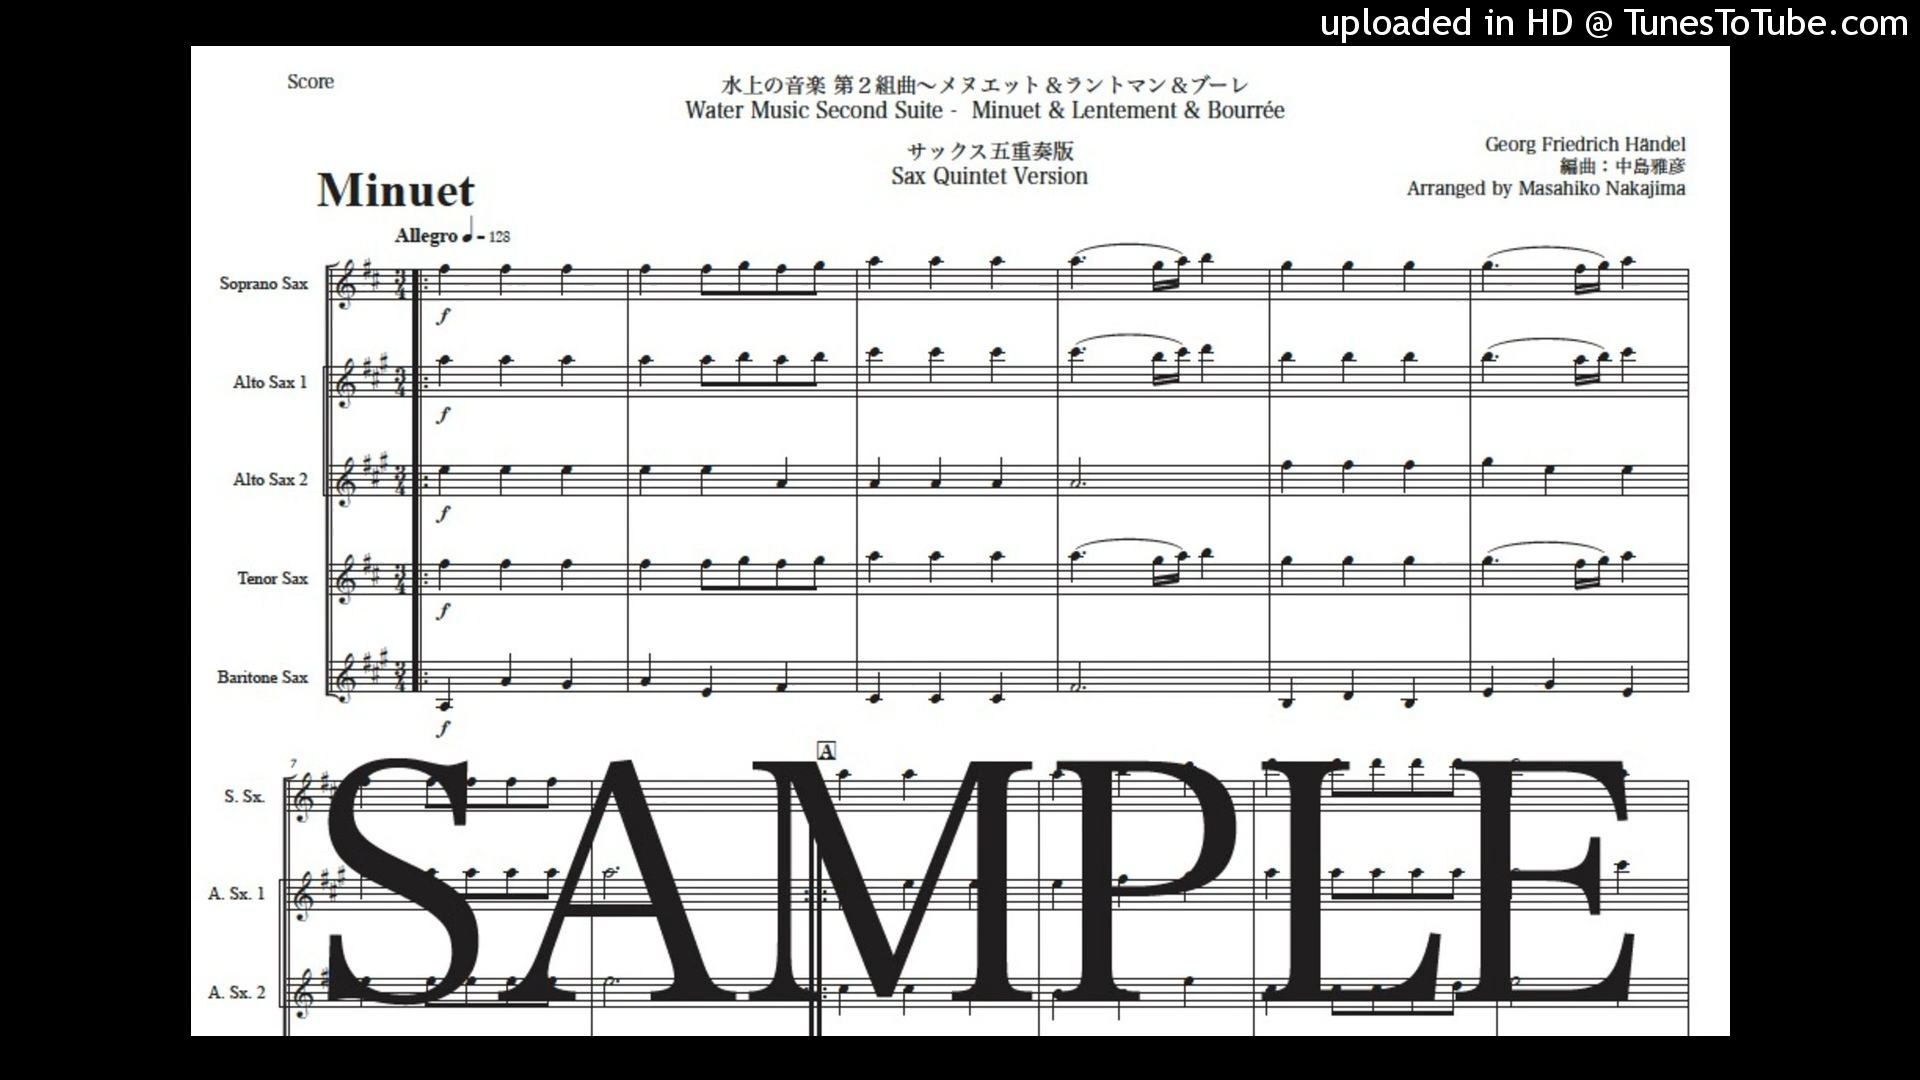 uploaded in HD @ TunesToTube.com
Score
水上の音楽 第２組曲～メヌエット＆ラントマン＆ブーレ
Water Music Second Suite - Minuet & Lentement & Bourrée
サックス五重奏版
Sax Quintet Version
Georg Friedrich Händel
編曲：中島雅彦
Arranged by Masahiko Nakajima
Minuet
Allegro ♩= 128
Soprano Sax
f
Alto Sax 1
f
Alto Sax 2
f
Tenor Sax
f
Baritone Sax
f
7
A
S. Sx.
A. Sx. 1
A. Sx. 2
SAMPLE